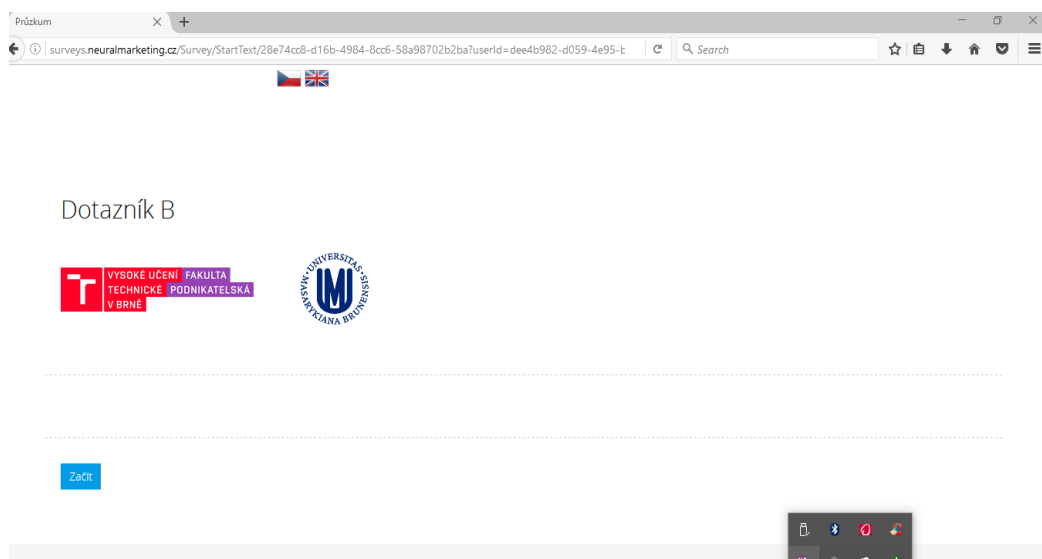 Průzkum
surveys.neuralmarketing.cz/Survey/StartText/28e74cc8-d16b-4984-8cc6-58a98702b2ba?userId=dee4b982-d059-4e95-b
Search
Dotazník B
VYSOKÉ UČENÍ FAKULTA
TECHNICKÉ PODNIKATELSKÁ
V BRNĚ
UNIVERSITAS MASARYKIANA BRUNENSIS
MU
Začít